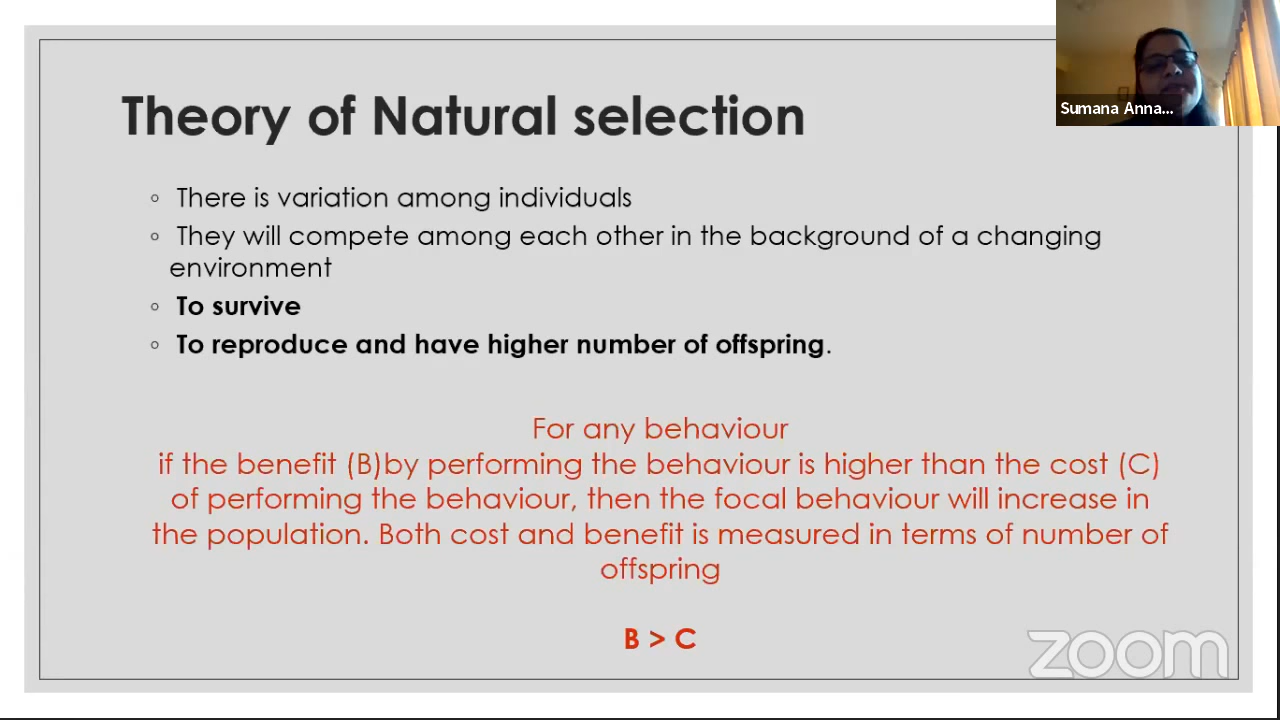 Theory of Natural selection
Sumana Anna...
◦ There is variation among individuals
◦ They will compete among each other in the background of a changing
environment
◦ To survive
◦ To reproduce and have higher number of offspring.
For any behaviour
if the benefit (B)by performing the behaviour is higher than the cost (C)
of performing the behaviour, then the focal behaviour will increase in
the population. Both cost and benefit is measured in terms of number of
offspring
B > C
zoom